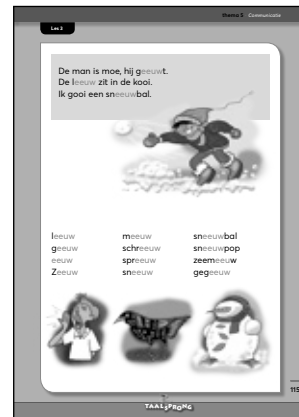 thema 5 Communicatie
Les 2
De man is moe, hij geeuwt.
De leeuw zit in de kooi.
Ik gooi een sneeuwbal.
leeuw meeuw sneeuwbal
geeuw schreeuw sneeuwpop
eeuw spreeuw zeemeeuw
Zeeuw sneeuw gegeeuw
115
TAALSPRONG